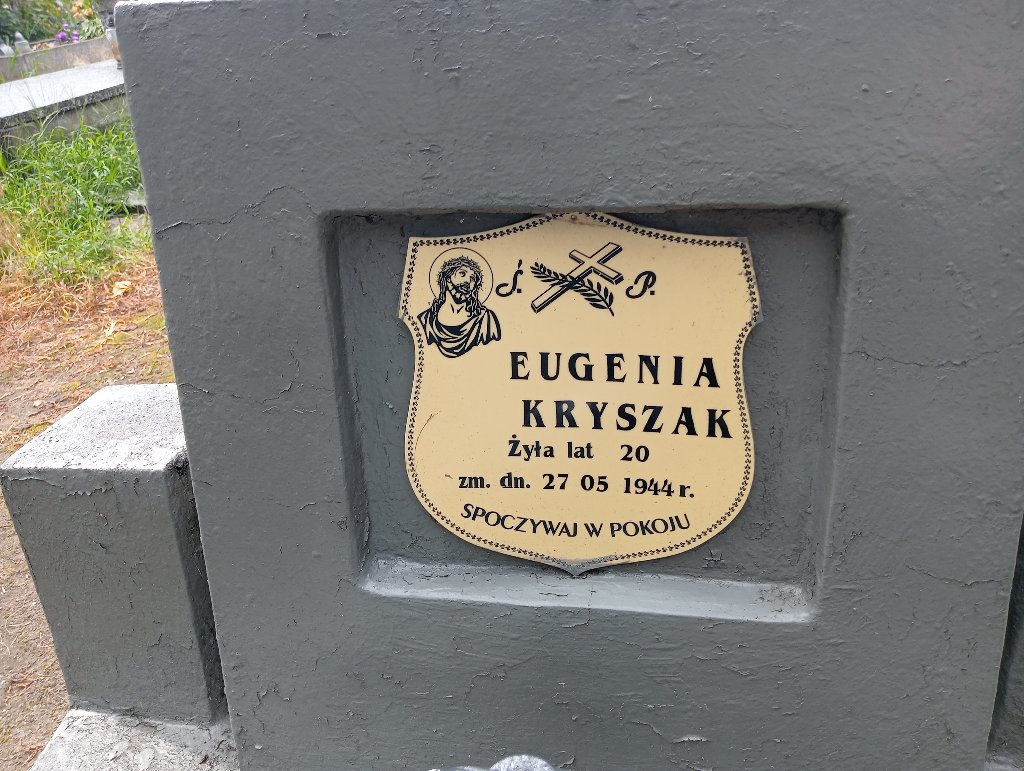 Ś. P.
EUGENIA
KRYSZAK
Żyła lat 20
zm. dn. 27 05 1944 r.
SPOCZYWAJ W POKOJU